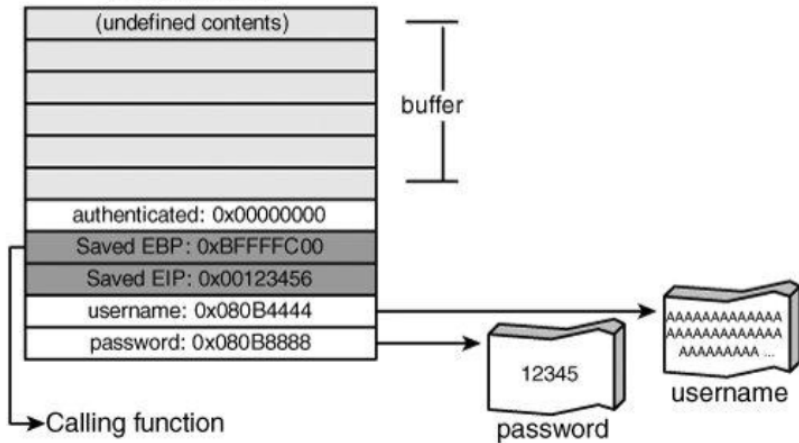 (undefined contents)
buffer
authenticated: 0x00000000
Saved EBP: 0xBFFFFC00
Saved EIP: 0x00123456
username: 0x080B4444
password: 0x080B8888
AAAAAAAAAAAAA
AAAAAAAAAAAAA
AAAAAAAAA ...
12345
username
Calling function
password